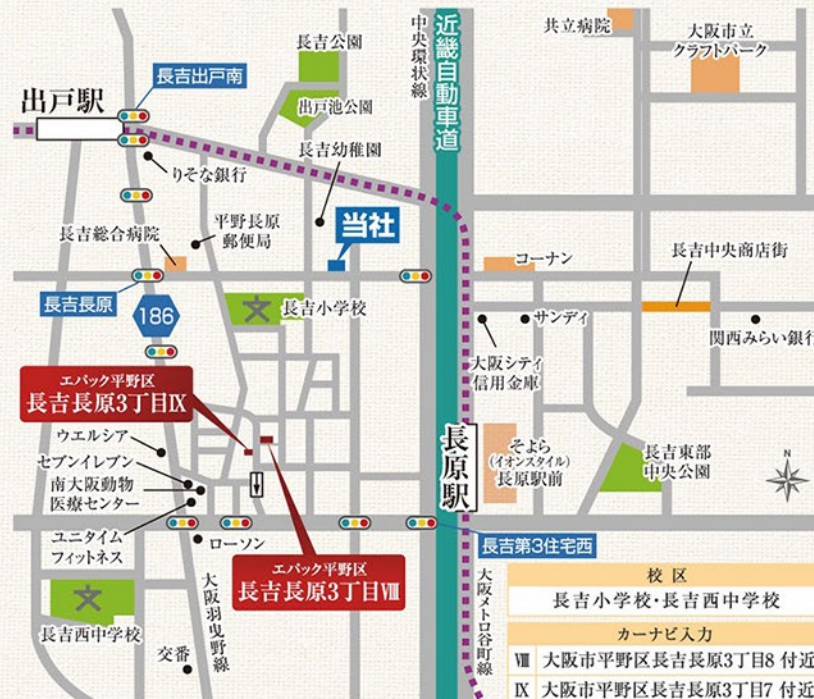 中央環状線
近畿自動車道
共立病院
大阪市立
クラフトパーク
長吉公園
長吉出戸南
出戸駅
出戸池公園
りそな銀行
長吉幼稚園
平野長原
郵便局
当社
長吉総合病院
コーナン
長吉中央商店街
長吉長原
186
長吉小学校
サンディ
関西みらい銀行
大阪シティ
信用金庫
エバック平野区
長吉長原3丁目Ⅸ
ウエルシア
セブンイレブン
南大阪動物
医療センター
ユニタイム
フィットネス
長原駅
そよら
(イオンスタイル)
長原駅前
長吉東部
中央公園
N
ローソン
長吉第3住宅西
エバック平野区
長吉長原3丁目Ⅷ
大阪羽曳野線
大阪メトロ谷町線
長吉西中学校
交番
校区
長吉小学校・長吉西中学校
カーナビ入力
Ⅷ 大阪市平野区長吉長原3丁目8 付近
Ⅸ 大阪市平野区長吉長原3丁目7 付近